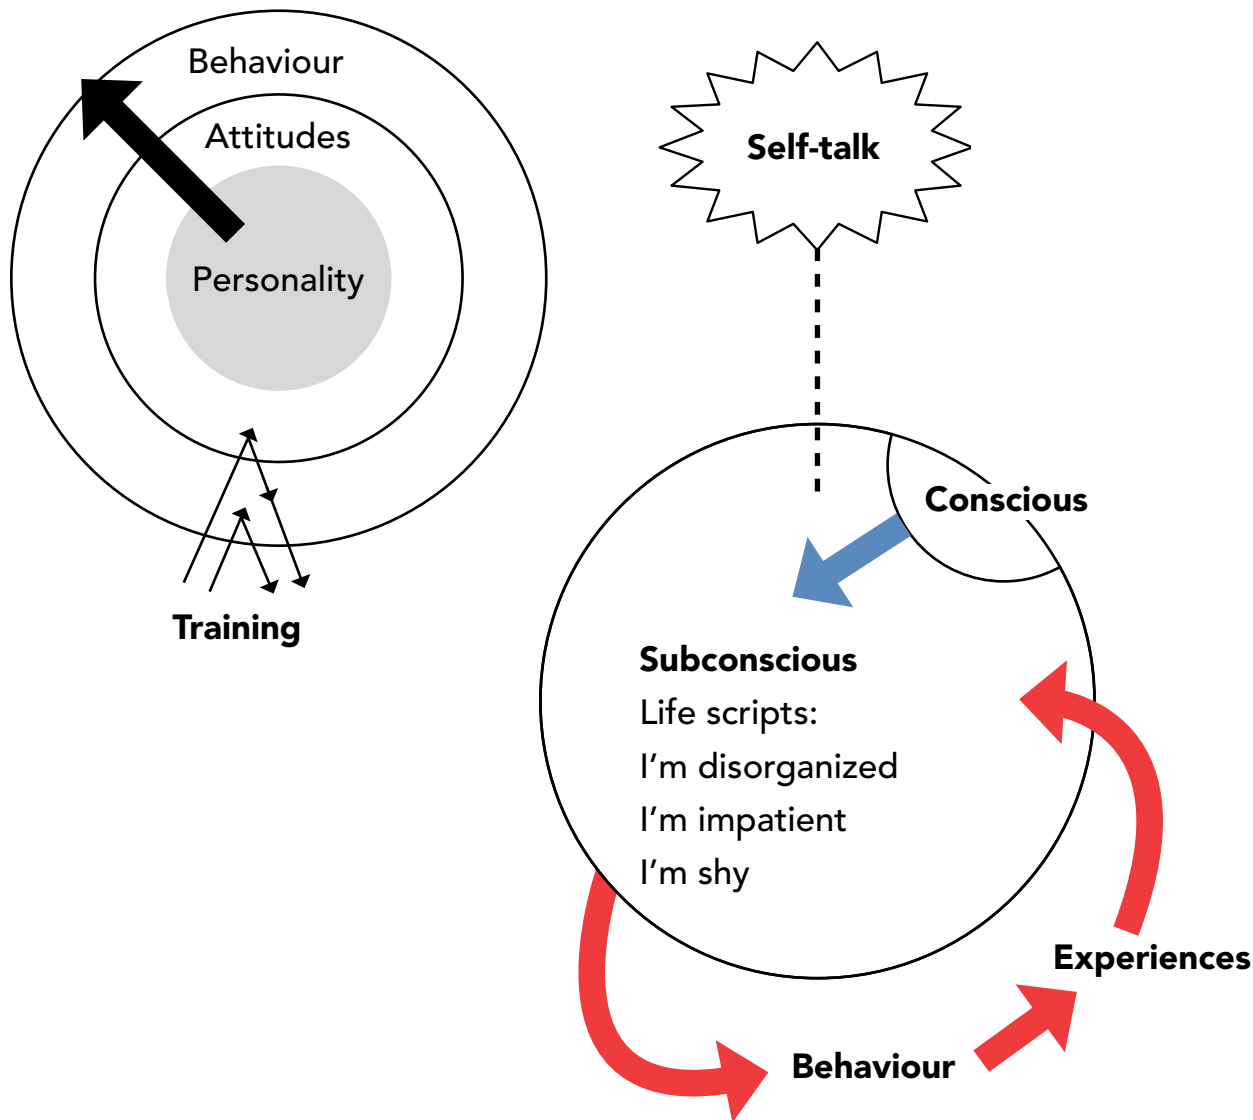 Behaviour
Attitudes
Personality
Training
Self-talk
Conscious
Subconscious
Life scripts:
I'm disorganized
I'm impatient
I'm shy
Experiences
Behaviour